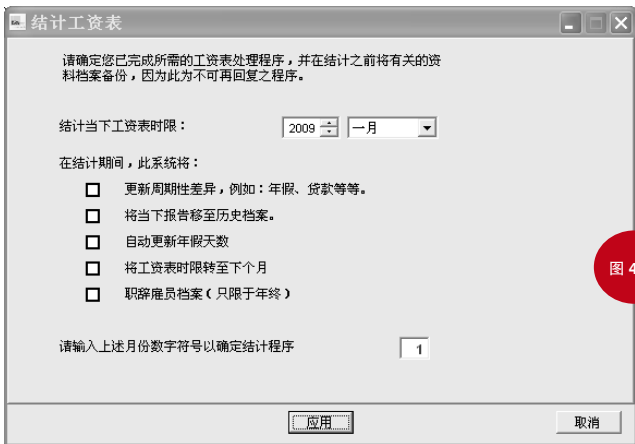 结计工资表
请确定您已完成所需的工资表处理程序,并在结计之前将有关的资
料档案备份,因为此为不可再回复之程序。
结计当下工资表时限: 2009 一月
在结计期间,此系统将:
更新周期性差异,例如:年假、贷款等等。
将当下报告移至历史档案。
自动更新年假天数
将工资表时限转至下个月
图 4
职辞雇员档案(只限于年终)
请输入上述月份数字符号以确定结计程序 1
应用 取消